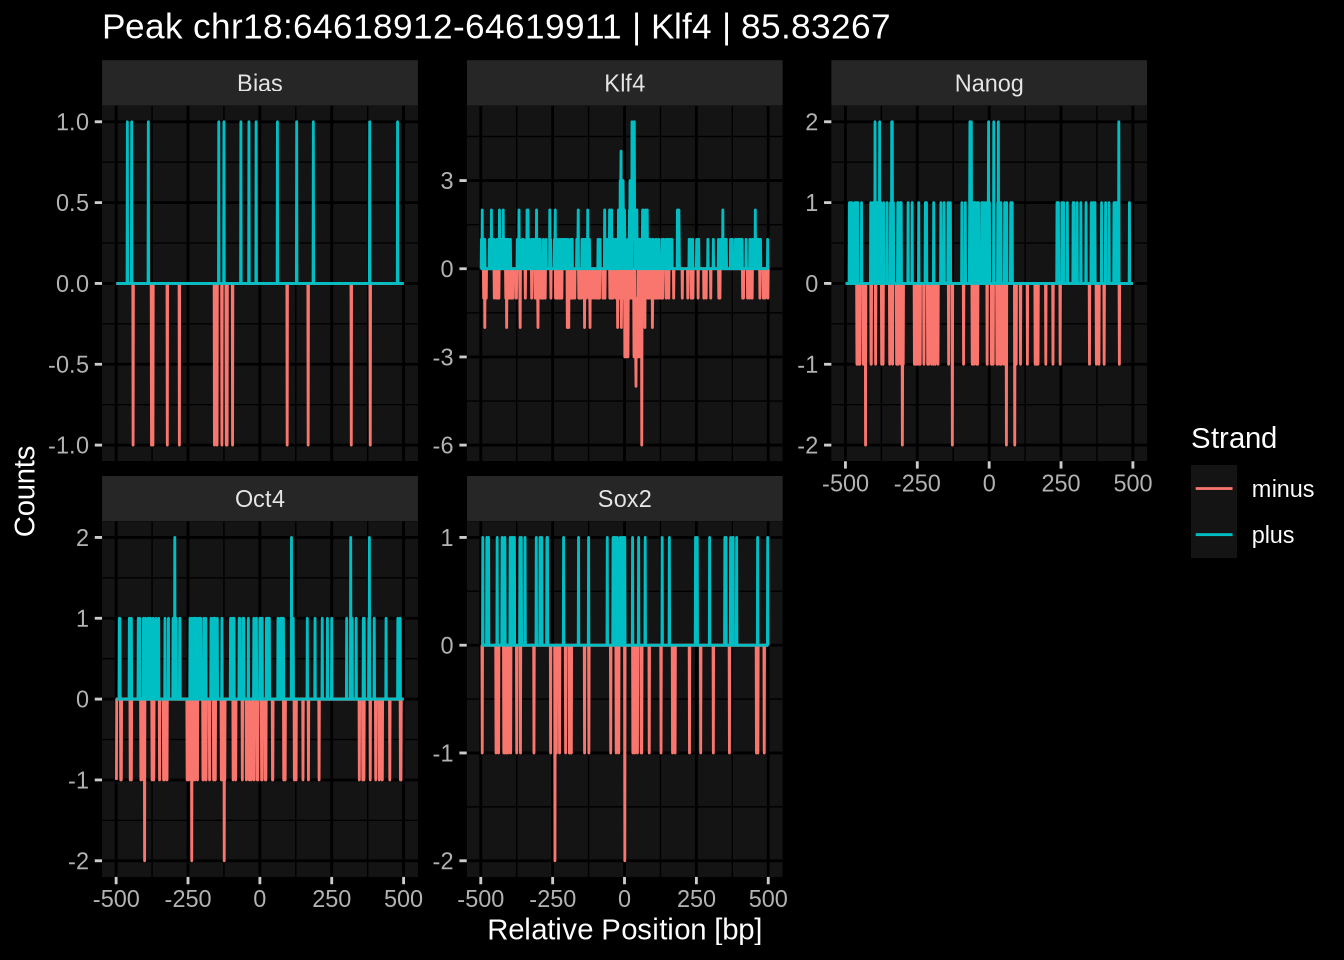 Peak chr18:64618912-64619911 | Klf4 | 85.83267
Bias
Klf4
Nanog
1.0
0.5
0.0
-0.5
-1.0
3
0
-3
-6
2
1
0
-1
-2
-500 -250 0 250 500
Counts
Oct4
Sox2
2
1
0
-1
-2
1
0
-1
-2
-500 -250 0 250 500
-500 -250 0 250 500
Relative Position [bp]
Strand
minus
plus